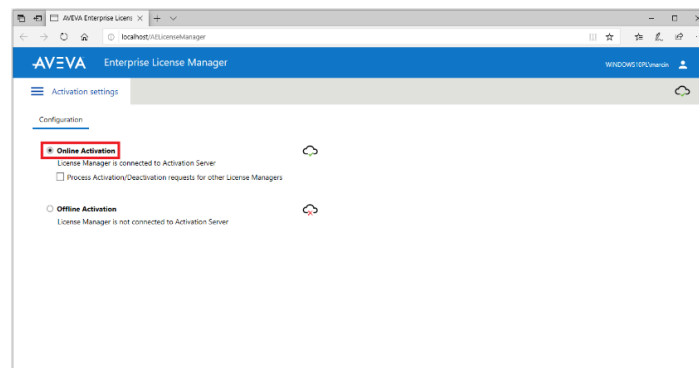 AVEVA Enterprise Licens
localhost/AELicenseManager
AVEVA Enterprise License Manager
WINDOWS10PL\marcin
Activation settings
Configuration
Online Activation
License Manager is connected to Activation Server
Process Activation/Deactivation requests for other License Managers
Offline Activation
License Manager is not connected to Activation Server